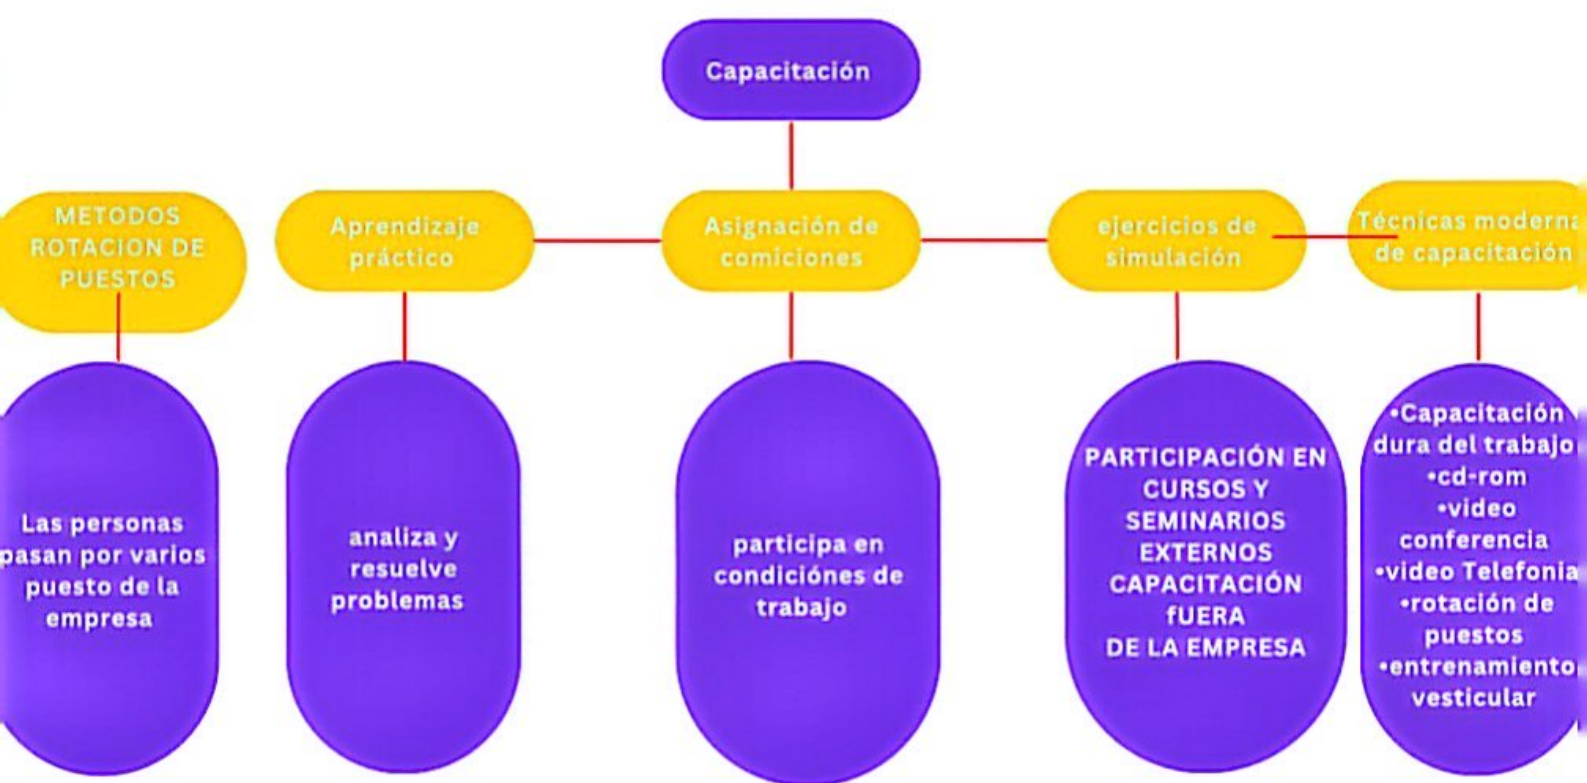 Capacitación
METODOS
ROTACION DE
PUESTOS
Aprendizaje
práctico
Asignación de
comiciones
ejercicios de
simulación
Técnicas moderna
de capacitación
Las personas
pasan por varios
puesto de la
empresa
analiza y
resuelve
problemas
participa en
condiciónes de
trabajo
PARTICIPACIÓN EN
CURSOS Y
SEMINARIOS
EXTERNOS
CAPACITACIÓN
fUERA
DE LA EMPRESA
•Capacitación
dura del trabajo
•cd-rom
•video
conferencia
•video Telefonia
•rotación de
puestos
•entrenamiento
vesticular